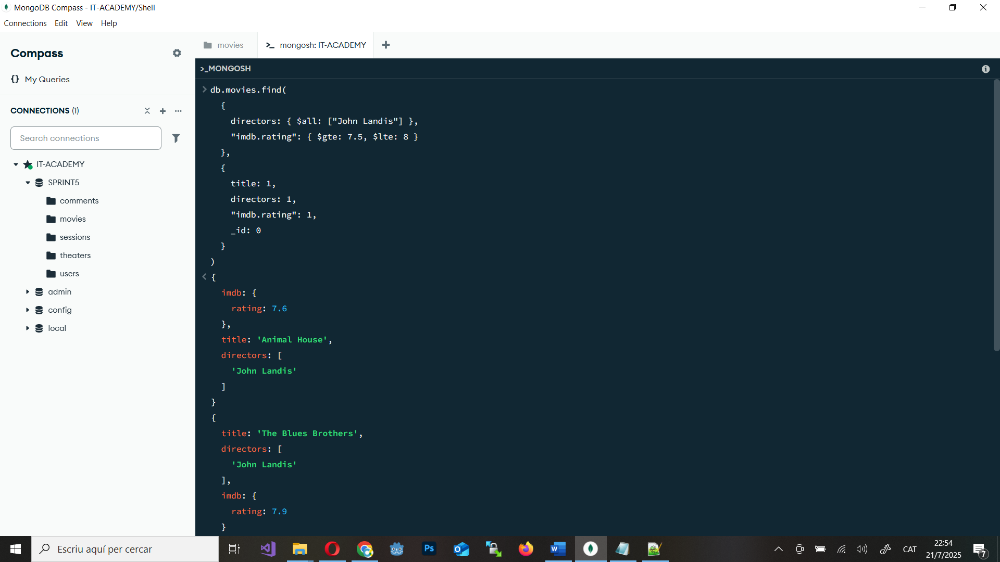 MongoDB Compass - IT-ACADEMY/Shell
Connections Edit View Help
Compass
My Queries
CONNECTIONS (1)
Search connections
IT-ACADEMY
SPRINT5
comments
movies
sessions
theaters
users
admin
config
local
movies
>_ mongosh: IT-ACADEMY
>_MONGOSH
> db.movies.find(
{
directors: { $all: ["John Landis"] },
"imdb.rating": { $gte: 7.5, $lte: 8 }
},
{
title: 1,
directors: 1,
"imdb.rating": 1,
_id: 0
}
)
< {
imdb: {
rating: 7.6
},
title: 'Animal House',
directors: [
'John Landis'
]
}
{
title: 'The Blues Brothers',
directors: [
'John Landis'
],
imdb: {
rating: 7.9
}
Escriu aquí per cercar
Ps
CAT
22:54
21/7/2025
7